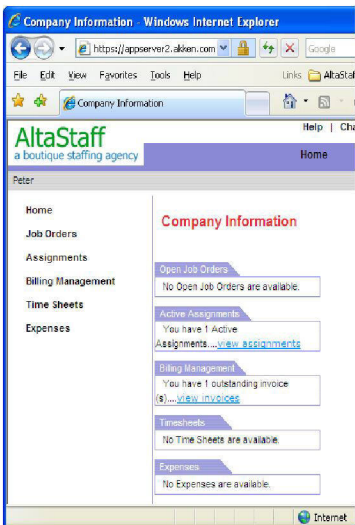 Company Information - Windows Internet Explorer
https://appserver2.akken.com
Google
File Edit View Favorites Tools Help
Links
Company Information
AltaStaff
a boutique staffing agency
Help |
Home
Peter
Home
Job Orders
Assignments
Billing Management
Time Sheets
Expenses
Company Information
Open Job Orders
No Open Job Orders are available.
Active Assignments
You have 1 Active
Assignments....view assignments
Billing Management
You have 1 outstanding invoice
(s)....view invoices
Timesheets
No Time Sheets are available.
Expenses
No Expenses are available.
Internet